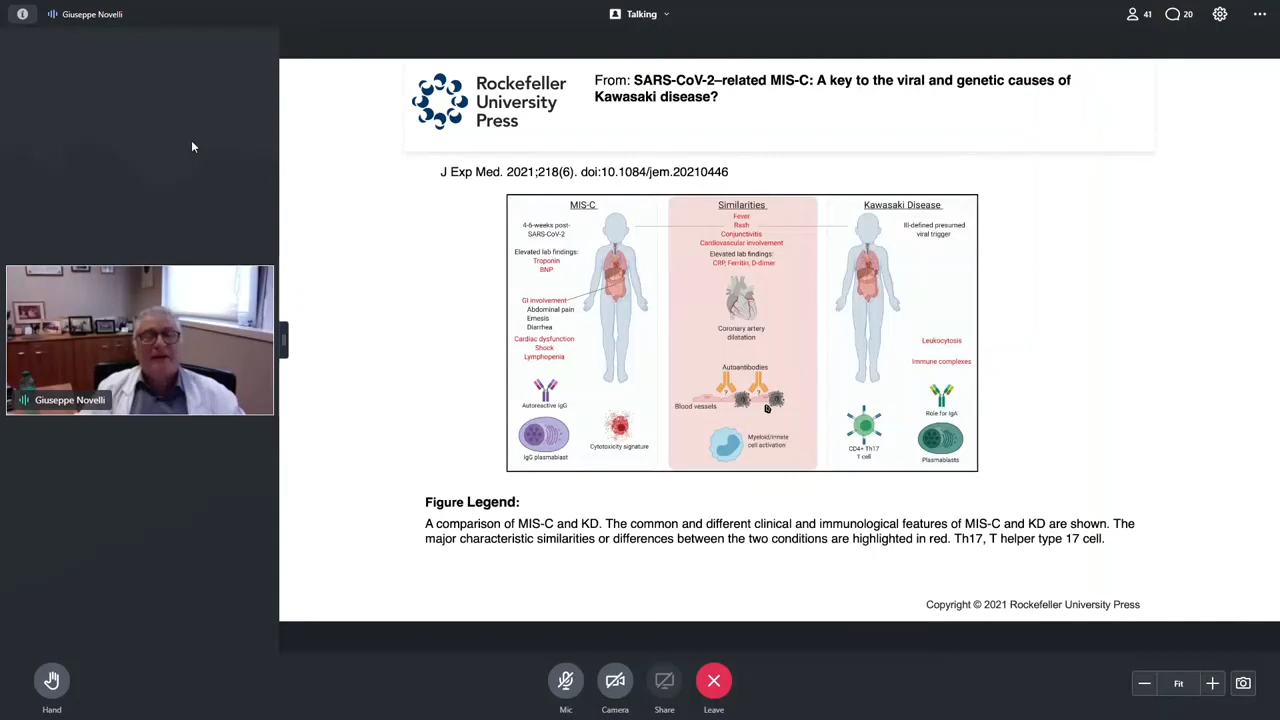 Giuseppe Novelli
Talking
41
20
Rockefeller
University
Press
From: SARS-CoV-2–related MIS-C: A key to the viral and genetic causes of
Kawasaki disease?
J Exp Med. 2021;218(6). doi:10.1084/jem.20210446
MIS-C
4-6-weeks post-
SARS-CoV-2
Elevated lab findings:
Troponin
BNP
GI involvement
Abdominal pain
Emesis
Diarrhea
Cardiac dysfunction
Shock
Lymphopenia
Autoreactive IgG
IgG plasmablast
Cytotoxicity signature
Similarities
Fever
Rash
Conjunctivitis
Cardiovascular involvement
Elevated lab findings:
CRP, Ferritin, D-dimer
Coronary artery
dilatation
Autoantibodies
? ?
Blood vessels
Myeloid/innate
cell activation
Kawasaki Disease
Ill-defined presumed
viral trigger
Leukocytosis
Immune complexes
Role for IgA
CD4+ Th17
T cell
Plasmablasts
Giuseppe Novelli
Figure Legend:
A comparison of MIS-C and KD. The common and different clinical and immunological features of MIS-C and KD are shown. The
major characteristic similarities or differences between the two conditions are highlighted in red. Th17, T helper type 17 cell.
Copyright © 2021 Rockefeller University Press
Hand
Mic
Camera
Share
Leave
Fit